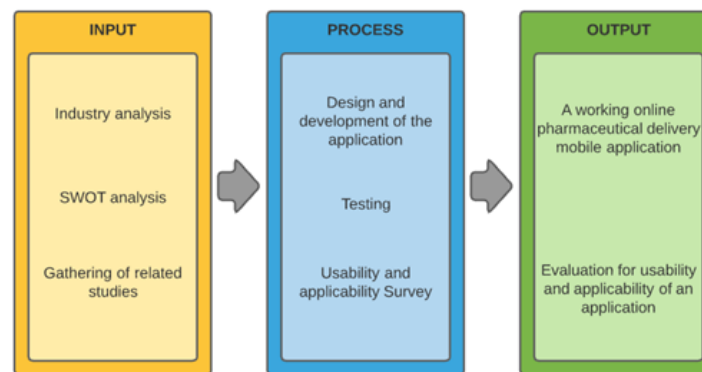 INPUT
Industry analysis
SWOT analysis
Gathering of related
studies
PROCESS
Design and
development of the
application
Testing
Usability and
applicability Survey
OUTPUT
A working online
pharmaceutical delivery
mobile application
Evaluation for usability
and applicability of an
application